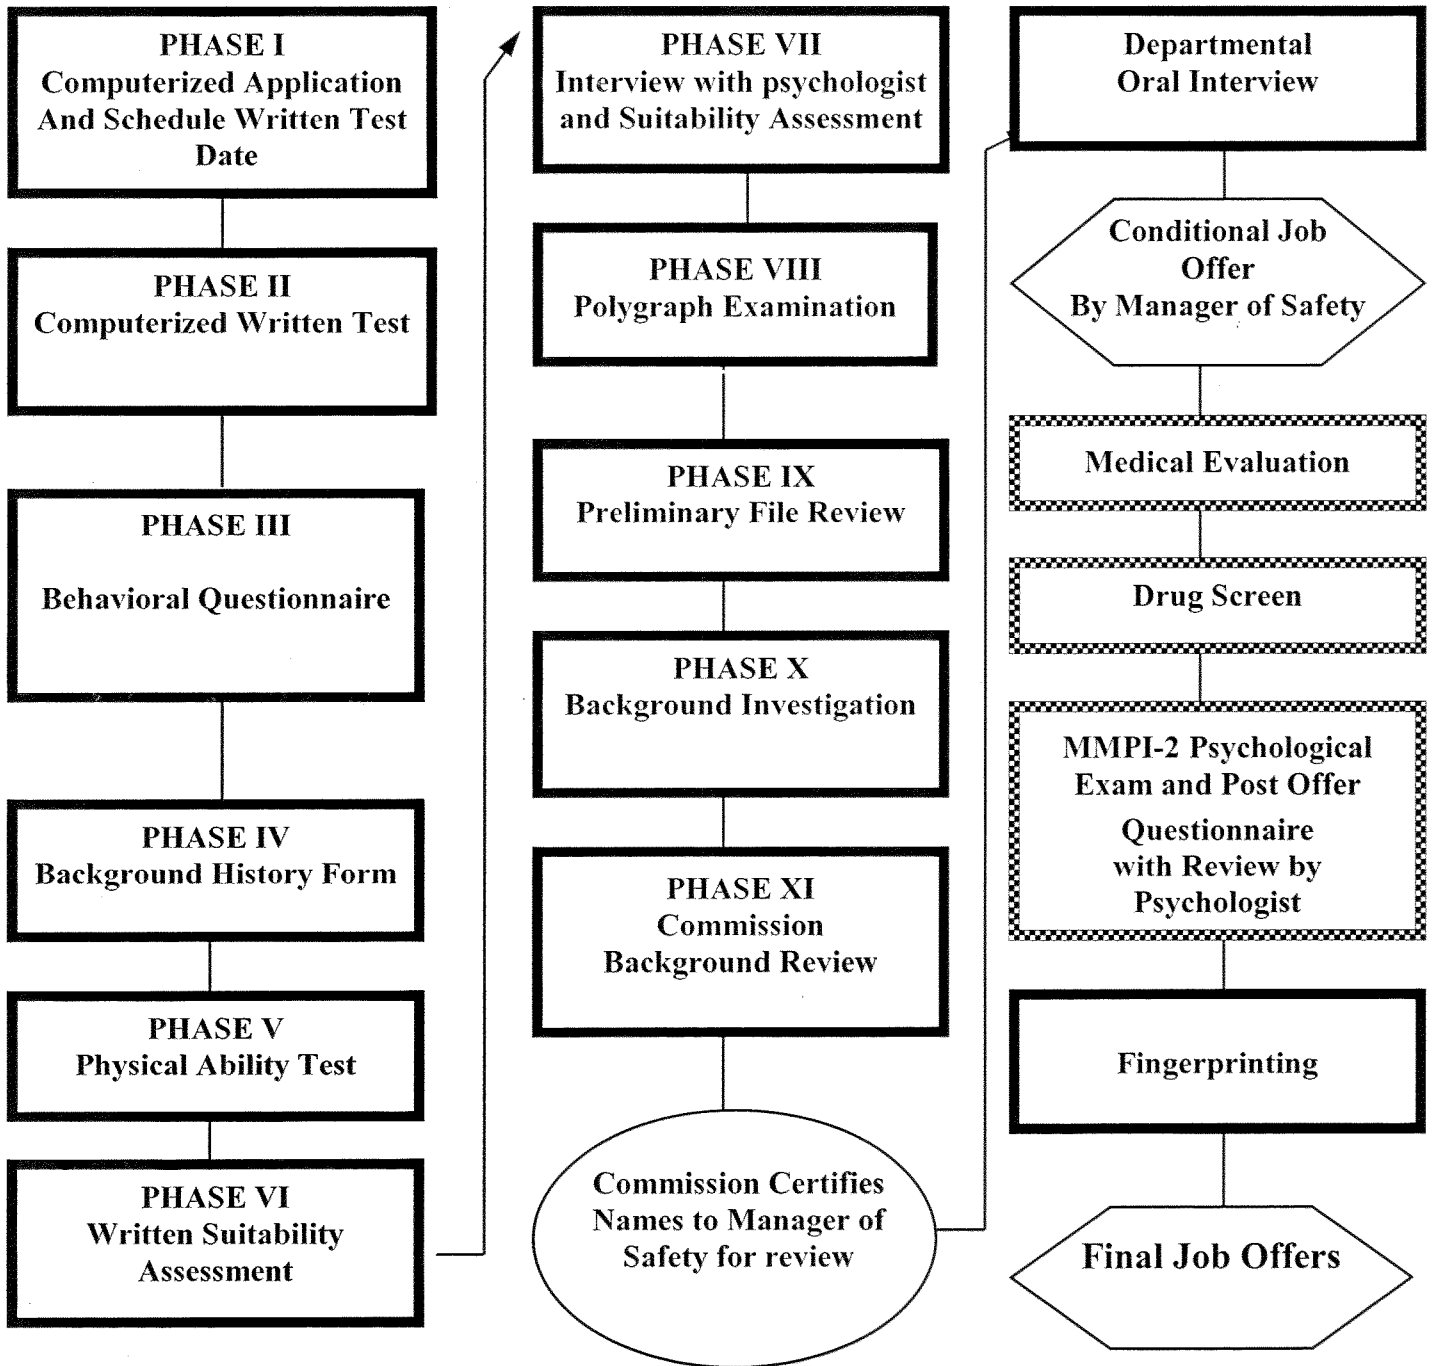 PHASE I
Computerized Application
And Schedule Written Test
Date
PHASE II
Computerized Written Test
PHASE III
Behavioral Questionnaire
PHASE IV
Background History Form
PHASE V
Physical Ability Test
PHASE VI
Written Suitability
Assessment
PHASE VII
Interview with psychologist
and Suitability Assessment
PHASE VIII
Polygraph Examination
PHASE IX
Preliminary File Review
PHASE X
Background Investigation
PHASE XI
Commission
Background Review
Commission Certifies
Names to Manager of
Safety for review
Departmental
Oral Interview
Conditional Job
Offer
By Manager of Safety
Medical Evaluation
Drug Screen
MMPI-2 Psychological
Exam and Post Offer
Questionnaire
with Review by
Psychologist
Fingerprinting
Final Job Offers